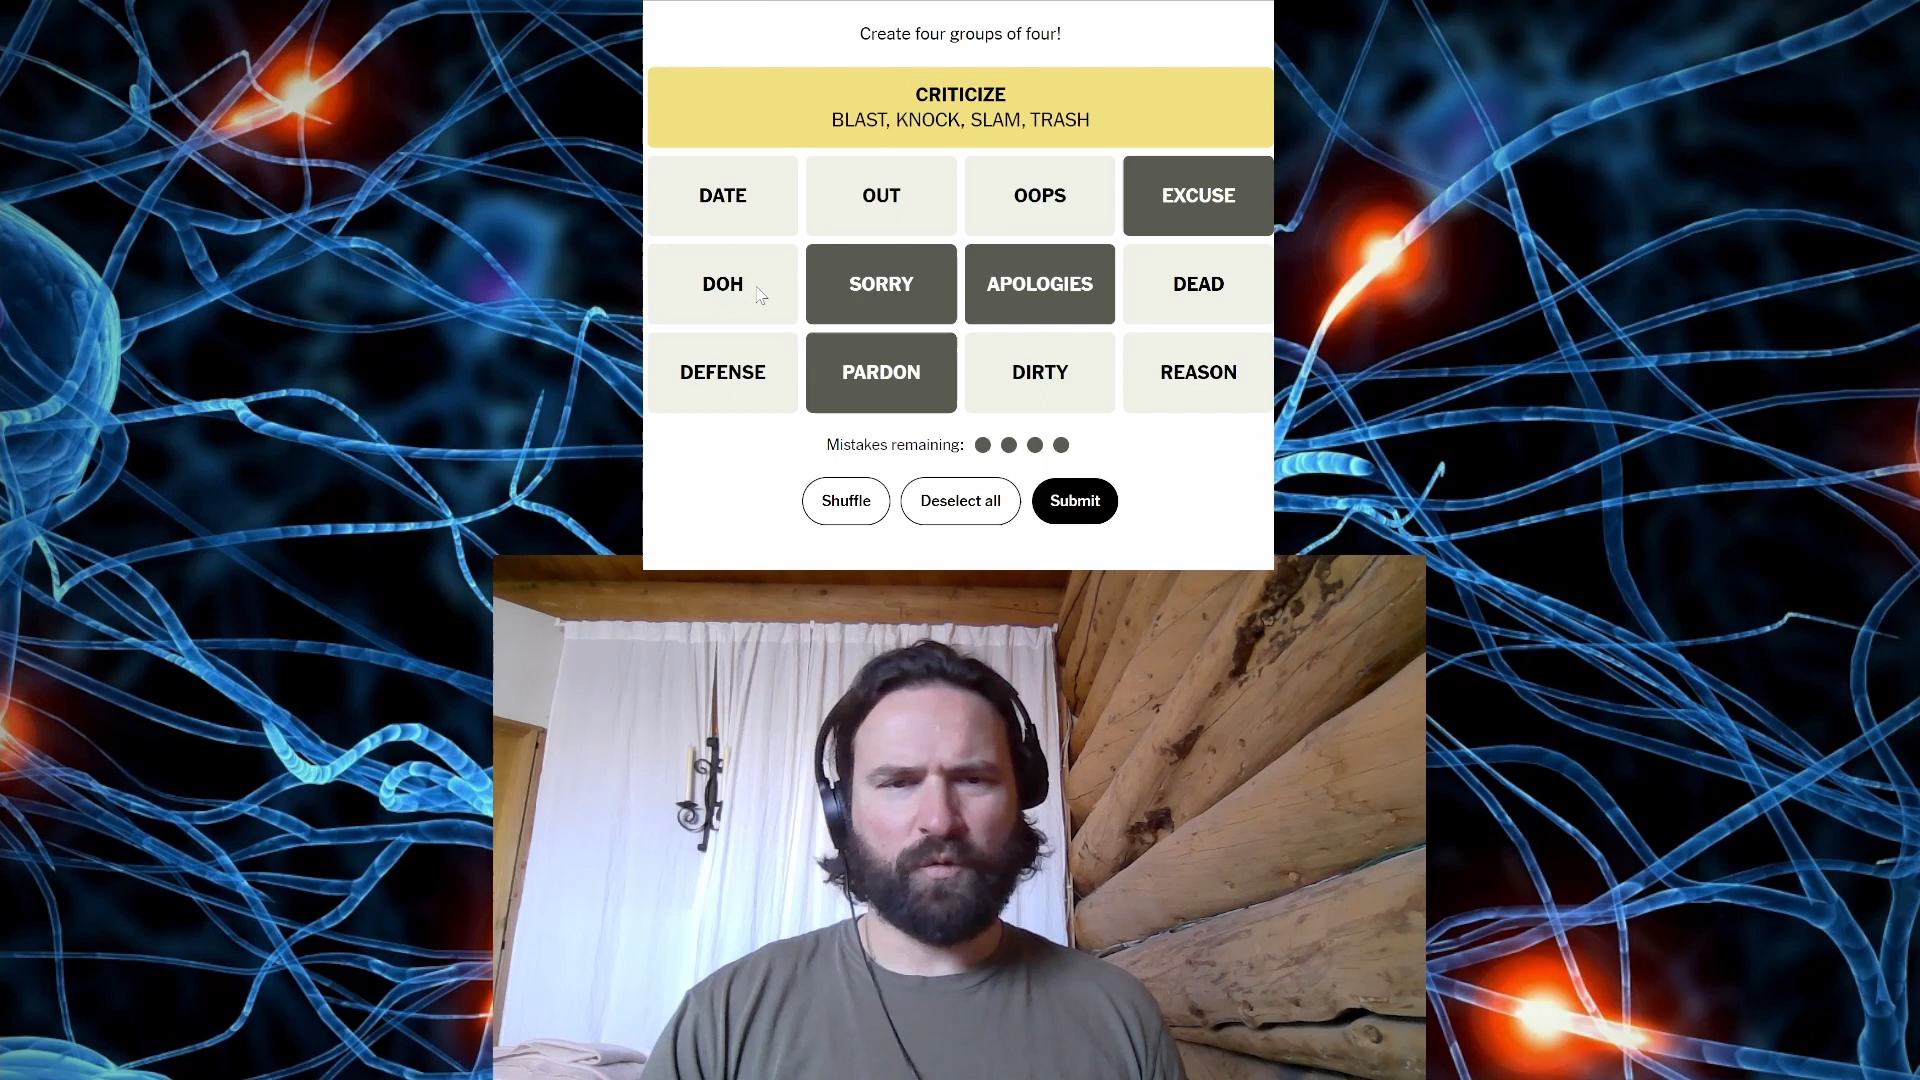 Create four groups of four!
CRITICIZE
BLAST, KNOCK, SLAM, TRASH
DATE OUT OOPS EXCUSE
DOH SORRY APOLOGIES DEAD
DEFENSE PARDON DIRTY REASON
Mistakes remaining:
Shuffle Deselect all Submit